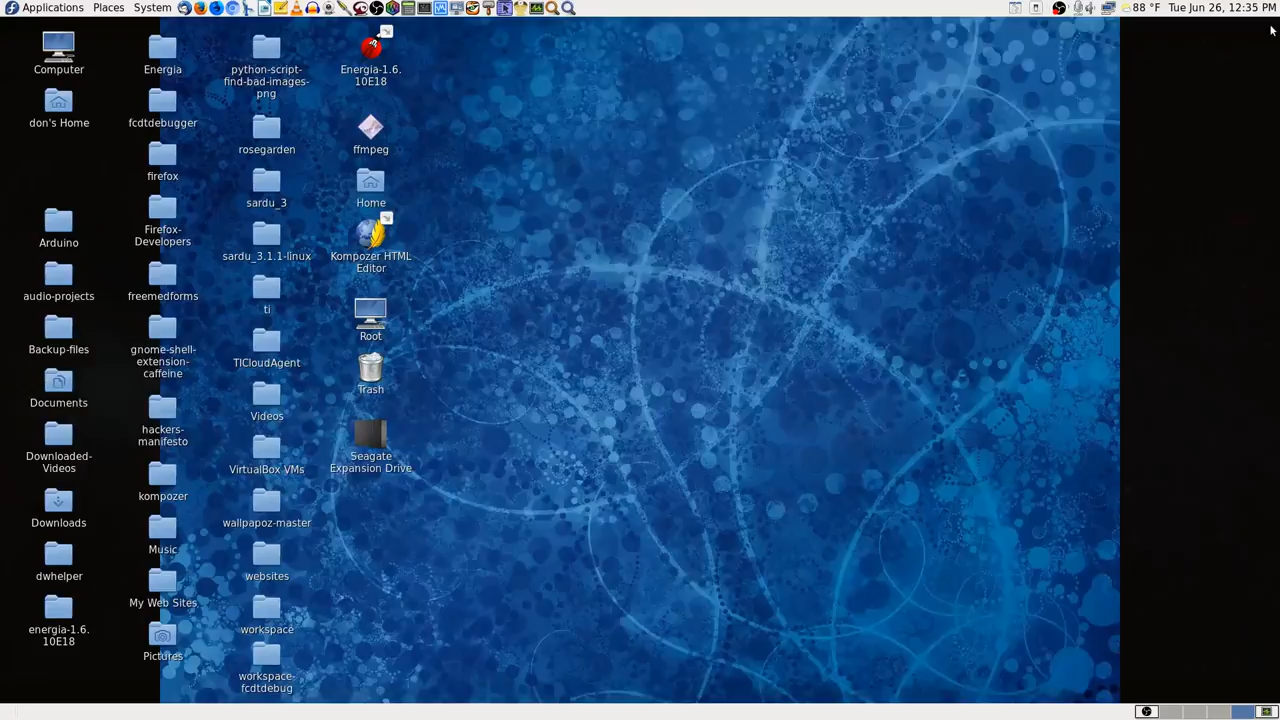 Applications Places System 88 °F Tue Jun 26, 12:35 PM
Computer
don's Home
Arduino
audio-projects
Backup-files
Documents
Downloaded-
Videos
Downloads
dwhelper
energia-1.6.
10E18
Energia
fcdtdebugger
firefox
Firefox-
Developers
freemedforms
gnome-shell-
extension-
caffeine
hackers-
manifesto
kompozer
Music
My Web Sites
Pictures
python-script-
find-bad-images-
png
rosegarden
sardu_3
sardu_3.1.1-linux
ti
TICloudAgent
Videos
VirtualBox VMs
wallpapoz-master
websites
workspace
workspace-
fcdtdebug
Energia-1.6.
10E18
ffmpeg
Home
Kompozer HTML
Editor
Root
Trash
Seagate
Expansion Drive